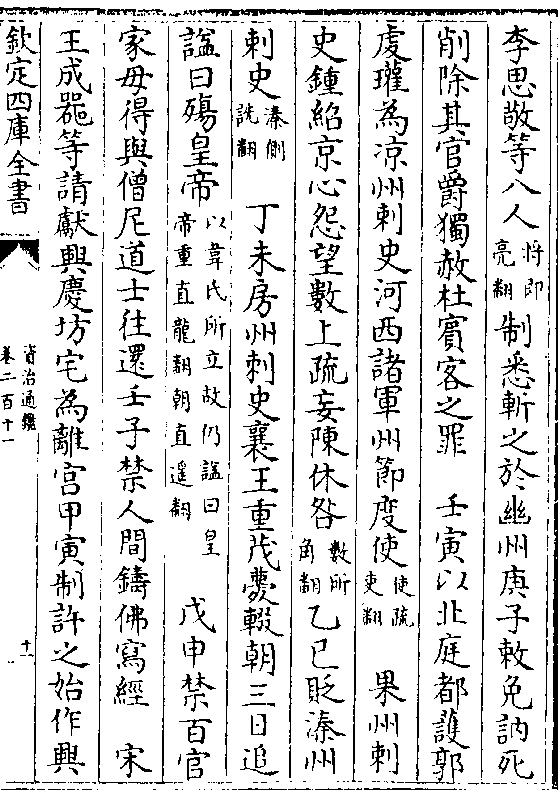 李思敬等八人將即亮翻制悉斬之於幽州庚子敕免訥死
削除其官爵獨赦杜賓客之罪　壬寅以北庭都護郭
虔瓘為凉州刺史河西諸軍州節度使使疏吏翻　果州刺
史鍾紹京心怨望數上疏妄陳休咎數所角翻乙巳貶溱州
刺史溱側詵翻　丁未房州刺史襄王重茂薨輟朝三日追
諡曰殤皇帝以韋氏所立故仍諡曰皇帝重直龍翻朝直遥翻　戊申禁百官
家毋得與僧尼道士往還壬子禁人間鑄佛寫經　宋
王成器等請獻興慶坊宅為離宫甲寅制許之始作興
欽定四庫全書
資治通鑑
卷二百十一
十一